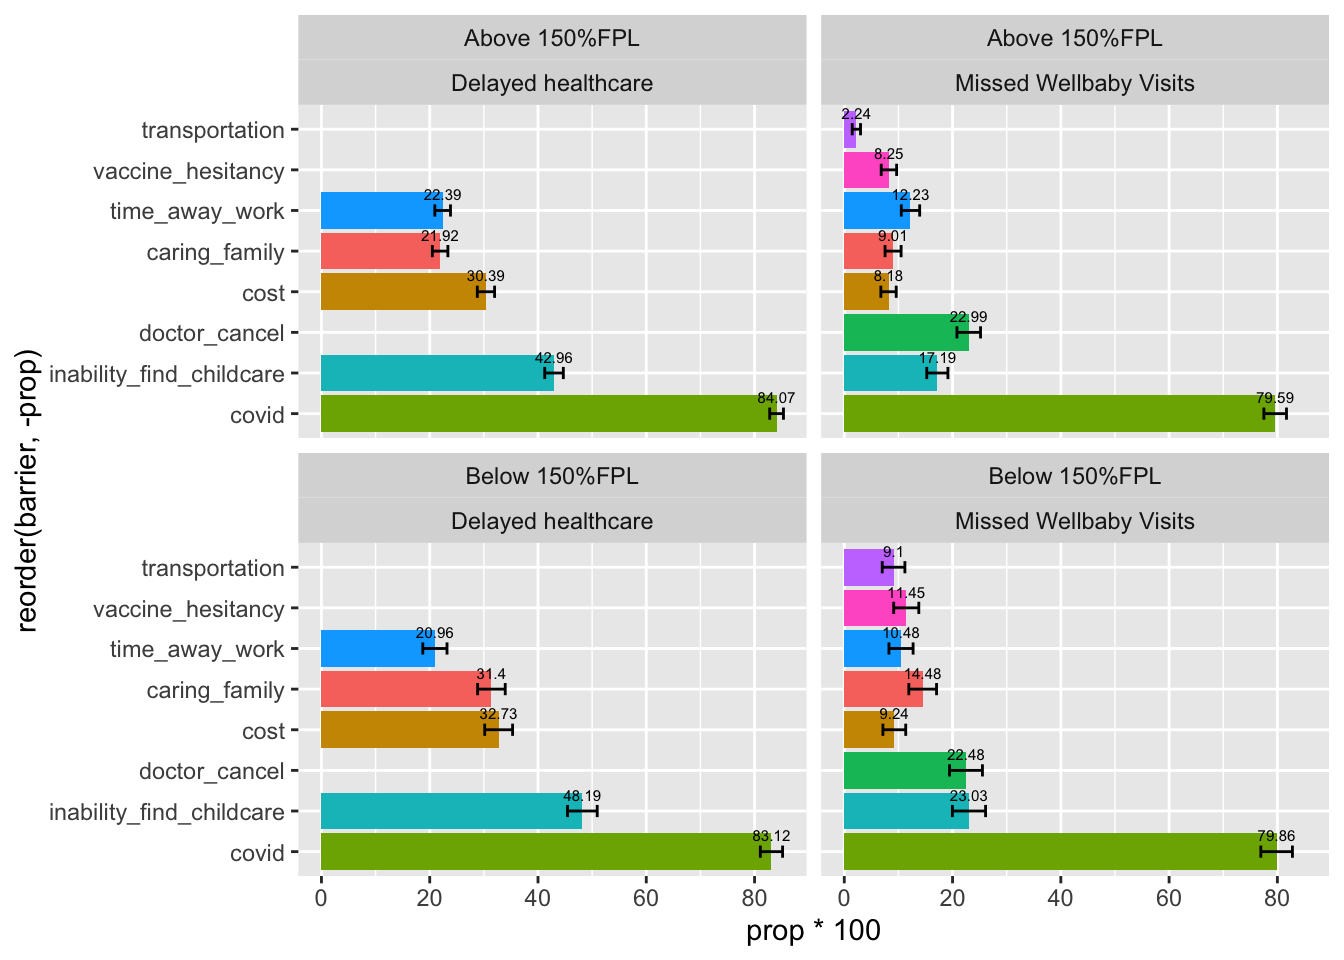 Above 150%FPL
Delayed healthcare
Above 150%FPL
Missed Wellbaby Visits
transportation
vaccine_hesitancy
time_away_work
caring_family
cost
doctor_cancel
inability_find_childcare
covid
22.39
21.92
30.39
42.96
84.07
2.24
8.25
12.23
9.01
8.18
22.99
17.19
79.59
Below 150%FPL
Delayed healthcare
Below 150%FPL
Missed Wellbaby Visits
transportation
vaccine_hesitancy
time_away_work
caring_family
cost
doctor_cancel
inability_find_childcare
covid
20.96
31.4
32.73
48.19
83.12
9.1
11.45
10.48
14.48
9.24
22.48
23.03
79.86
0 20 40 60 80
0 20 40 60 80
prop * 100
reorder(barrier, -prop)